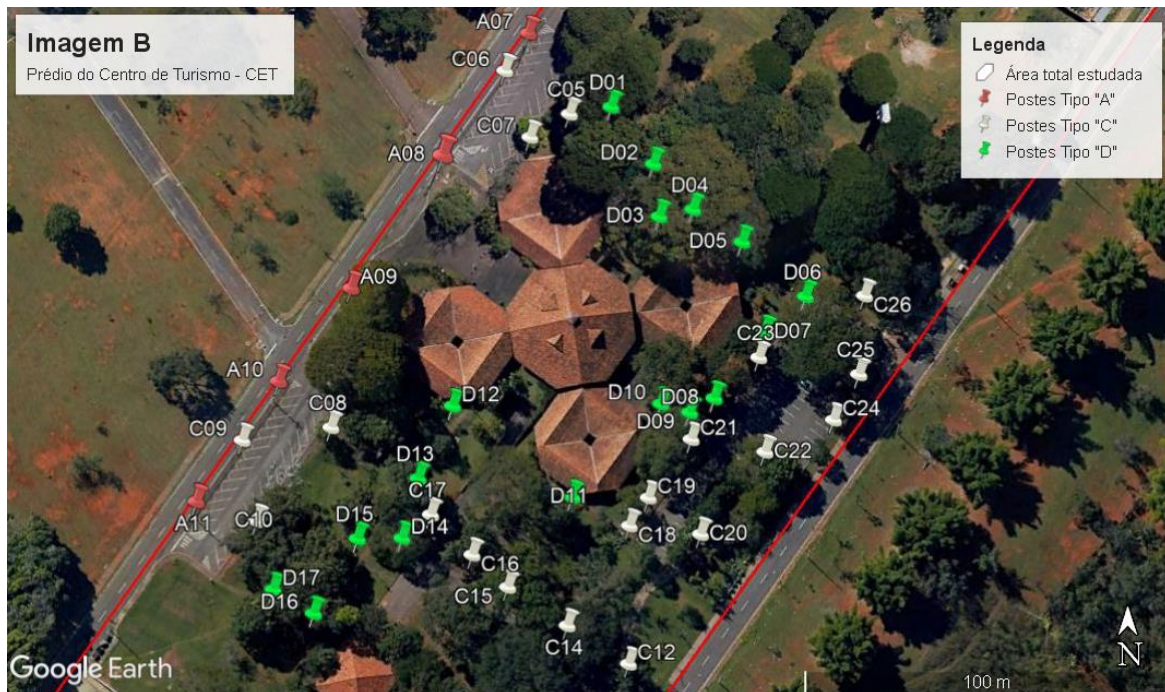 Imagem B
Prédio do Centro de Turismo - CET
Legenda
Área total estudada
Postes Tipo "A"
Postes Tipo "C"
Postes Tipo "D"
A07
C06
C05
D01
C07
A08
D02
D04
D03
D05
A09
D06
C26
D07
C23
C25
A10
D12
D10
D08
C08
D09
C24
C09
C21
C22
D13
C17
D11
C19
A11
C10
D15
D14
C18
C20
C16
D17
C15
D16
C14
C12
N
Google Earth
100 m